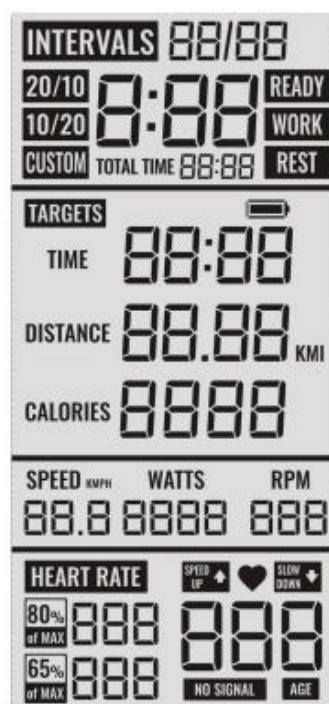 INTERVALS 88/88
20/10 8:88 READY
10/20 WORK
CUSTOM TOTAL TIME 88:88 REST
TARGETS
TIME 88:88
DISTANCE 88.88 KMI
CALORIES 8888
SPEED KMPH WATTS RPM
88.8 8888 888
HEART RATE SPEED UP SLOW DOWN
80% of MAX 888 888
65% of MAX 888 NO SIGNAL AGE